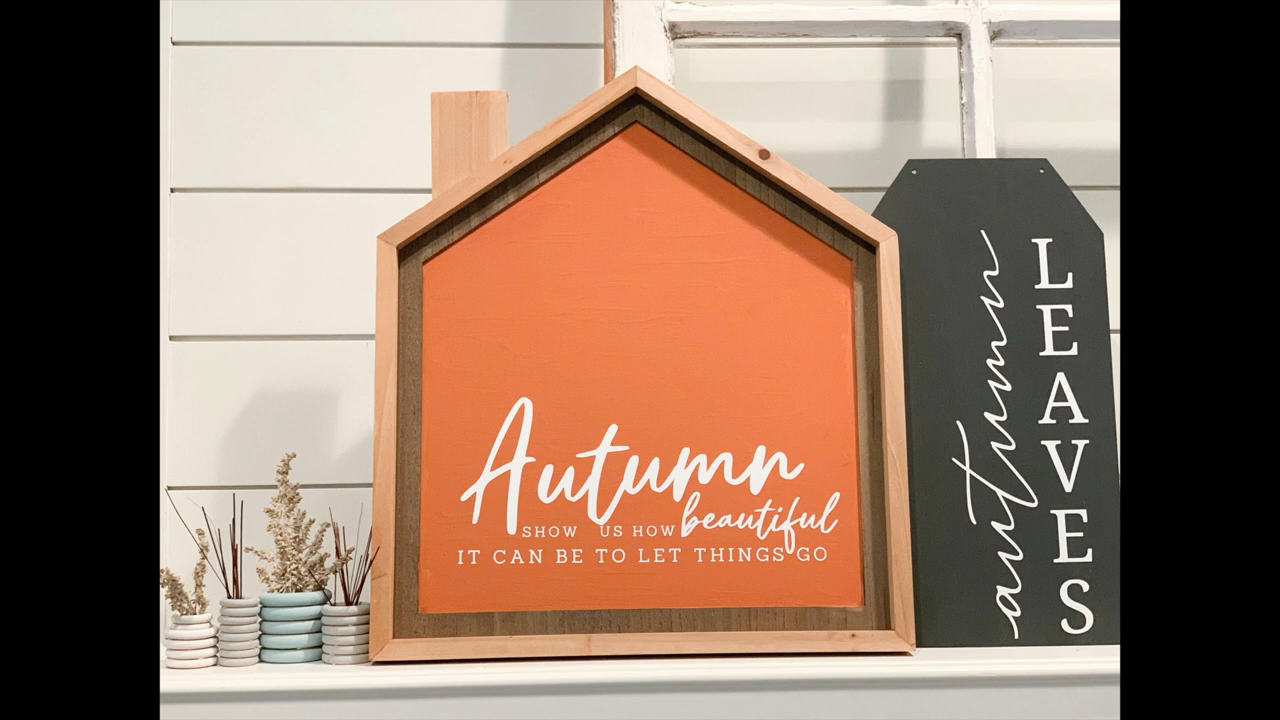 Autumn
SHOW US HOW beautiful
IT CAN BE TO LET THINGS GO
autumn
LEAVES